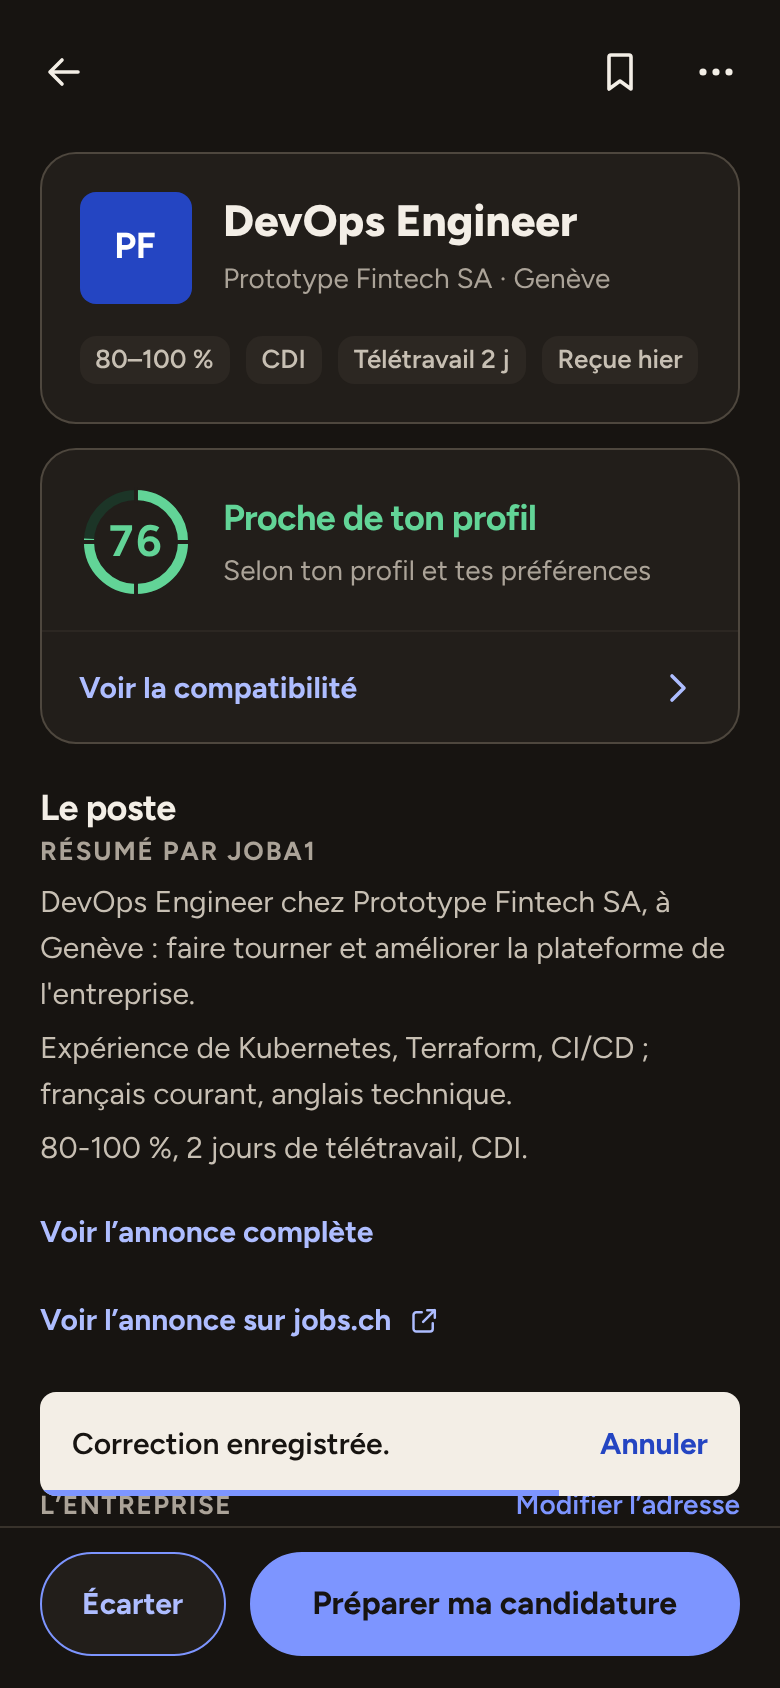 PF
DevOps Engineer
Prototype Fintech SA · Genève
80–100 %
CDI
Télétravail 2 j
Reçue hier
76
Proche de ton profil
Selon ton profil et tes préférences
Voir la compatibilité
Le poste
RÉSUMÉ PAR JOBA1
DevOps Engineer chez Prototype Fintech SA, à
Genève : faire tourner et améliorer la plateforme de
l'entreprise.
Expérience de Kubernetes, Terraform, CI/CD ;
français courant, anglais technique.
80-100 %, 2 jours de télétravail, CDI.
Voir l’annonce complète
Voir l’annonce sur jobs.ch
Correction enregistrée.
Annuler
L’ENTREPRISE
Modifier l’adresse
Écarter
Préparer ma candidature